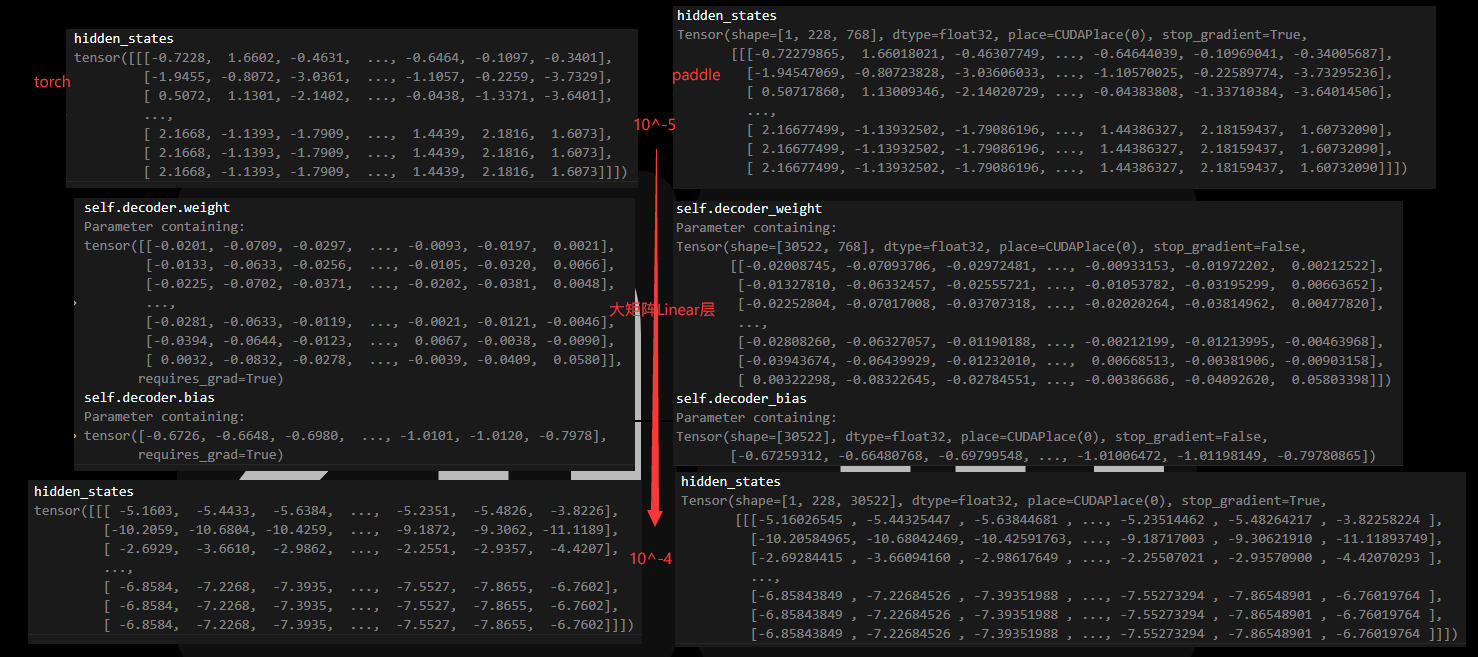 torch
hidden_states
tensor([[[-0.7228,  1.6602, -0.4631,  ..., -0.6464, -0.1097, -0.3401],
[-1.9455, -0.8072, -3.0361,  ..., -1.1057, -0.2259, -3.7329],
[ 0.5072,  1.1301, -2.1402,  ..., -0.0438, -1.3371, -3.6401],
...,
[ 2.1668, -1.1393, -1.7909,  ...,  1.4439,  2.1816,  1.6073],
[ 2.1668, -1.1393, -1.7909,  ...,  1.4439,  2.1816,  1.6073],
[ 2.1668, -1.1393, -1.7909,  ...,  1.4439,  2.1816,  1.6073]]])
paddle
hidden_states
Tensor(shape=[1, 228, 768], dtype=float32, place=CUDAPlace(0), stop_gradient=True,
[[[-0.72279865,  1.66018021, -0.46307749, ..., -0.64644039, -0.10969041, -0.34005687],
[-1.94547069, -0.80723828, -3.03606033, ..., -1.10570025, -0.22589774, -3.73295236],
[ 0.50717860,  1.13009346, -2.14020729, ..., -0.04383808, -1.33710384, -3.64014506],
...,
[ 2.16677499, -1.13932502, -1.79086196, ...,  1.44386327,  2.18159437,  1.60732090],
[ 2.16677499, -1.13932502, -1.79086196, ...,  1.44386327,  2.18159437,  1.60732090],
[ 2.16677499, -1.13932502, -1.79086196, ...,  1.44386327,  2.18159437,  1.60732090]]])
10^-5
self.decoder.weight
Parameter containing:
tensor([[-0.0201, -0.0709, -0.0297,  ..., -0.0093, -0.0197,  0.0021],
[-0.0133, -0.0633, -0.0256,  ..., -0.0105, -0.0320,  0.0066],
[-0.0225, -0.0702, -0.0371,  ..., -0.0202, -0.0381,  0.0048],
...,
[-0.0281, -0.0633, -0.0119,  ..., -0.0021, -0.0121, -0.0046],
[-0.0394, -0.0644, -0.0123,  ...,  0.0067, -0.0038, -0.0090],
[ 0.0032, -0.0832, -0.0278,  ..., -0.0039, -0.0409,  0.0580]],
requires_grad=True)
self.decoder.bias
Parameter containing:
tensor([-0.6726, -0.6648, -0.6980,  ..., -1.0101, -1.0120, -0.7978],
requires_grad=True)
大矩阵Linear层
self.decoder_weight
Parameter containing:
Tensor(shape=[30522, 768], dtype=float32, place=CUDAPlace(0), stop_gradient=False,
[[-0.02008745, -0.07093706, -0.02972481, ..., -0.00933153, -0.01972202,  0.00212522],
[-0.01327810, -0.06332457, -0.02555721, ..., -0.01053782, -0.03195299,  0.00663652],
[-0.02252804, -0.07017008, -0.03707318, ..., -0.02020264, -0.03814962,  0.00477820],
...,
[-0.02808260, -0.06327057, -0.01190188, ..., -0.00212199, -0.01213995, -0.00463968],
[-0.03943674, -0.06439929, -0.01232010, ...,  0.00668513, -0.00381906, -0.00903158],
[ 0.00322298, -0.08322645, -0.02784551, ..., -0.00386686, -0.04092620,  0.05803398]])
self.decoder_bias
Parameter containing:
Tensor(shape=[30522], dtype=float32, place=CUDAPlace(0), stop_gradient=False,
[-0.67259312, -0.66480768, -0.69799548, ..., -1.01006472, -1.01198149, -0.79780865])
hidden_states
tensor([[[ -5.1603,  -5.4433,  -5.6384,  ...,  -5.2351,  -5.4826,  -3.8226],
[-10.2059, -10.6804, -10.4259,  ...,  -9.1872,  -9.3062, -11.1189],
[ -2.6929,  -3.6610,  -2.9862,  ...,  -2.2551,  -2.9357,  -4.4207],
...,
[ -6.8584,  -7.2268,  -7.3935,  ...,  -7.5527,  -7.8655,  -6.7602],
[ -6.8584,  -7.2268,  -7.3935,  ...,  -7.5527,  -7.8655,  -6.7602],
[ -6.8584,  -7.2268,  -7.3935,  ...,  -7.5527,  -7.8655,  -6.7602]]])
10^-4
hidden_states
Tensor(shape=[1, 228, 30522], dtype=float32, place=CUDAPlace(0), stop_gradient=True,
[[[-5.16026545 , -5.44325447 , -5.63844681 , ..., -5.23514462 , -5.48264217 , -3.82258224 ],
[-10.20584965, -10.68042469, -10.42591763, ..., -9.18717003 , -9.30621910 , -11.11893749],
[-2.69284415 , -3.66094160 , -2.98617649 , ..., -2.25507021 , -2.93570900 , -4.42070293 ],
...,
[-6.85843849 , -7.22684526 , -7.39351988 , ..., -7.55273294 , -7.86548901 , -6.76019764 ],
[-6.85843849 , -7.22684526 , -7.39351988 , ..., -7.55273294 , -7.86548901 , -6.76019764 ],
[-6.85843849 , -7.22684526 , -7.39351988 , ..., -7.55273294 , -7.86548901 , -6.76019764 ]]])